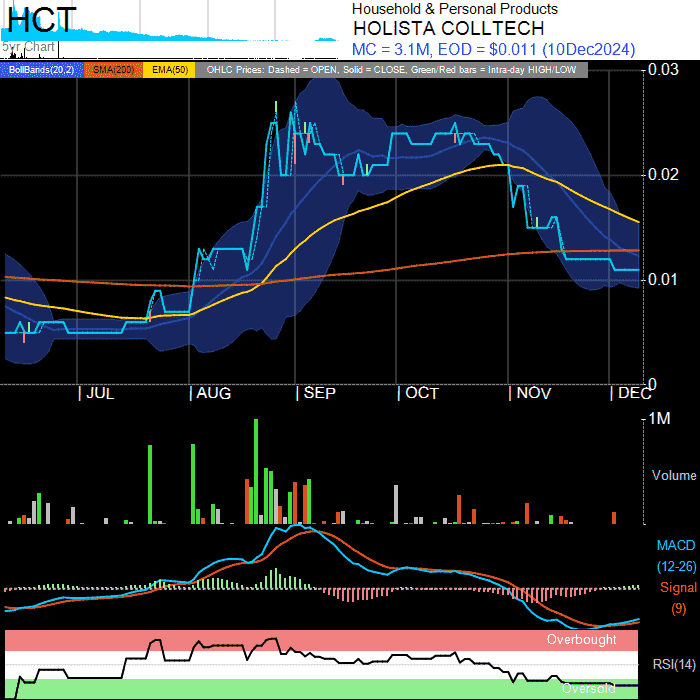 HCT
Household & Personal Products
HOLISTA COLLTECH
5yr Chart
MC = 3.1M, EOD = $0.011 (10Dec2024)
BollBands(20,2) SMA(200) EMA(50) OHLC Prices: Dashed = OPEN, Solid = CLOSE, Green/Red bars = Intra-day HIGH/LOW
0.03
0.02
0.01
0
JUL AUG SEP OCT NOV DEC
1M
Volume
MACD
(12-26)
Signal
(9)
Overbought
RSI(14)
Oversold